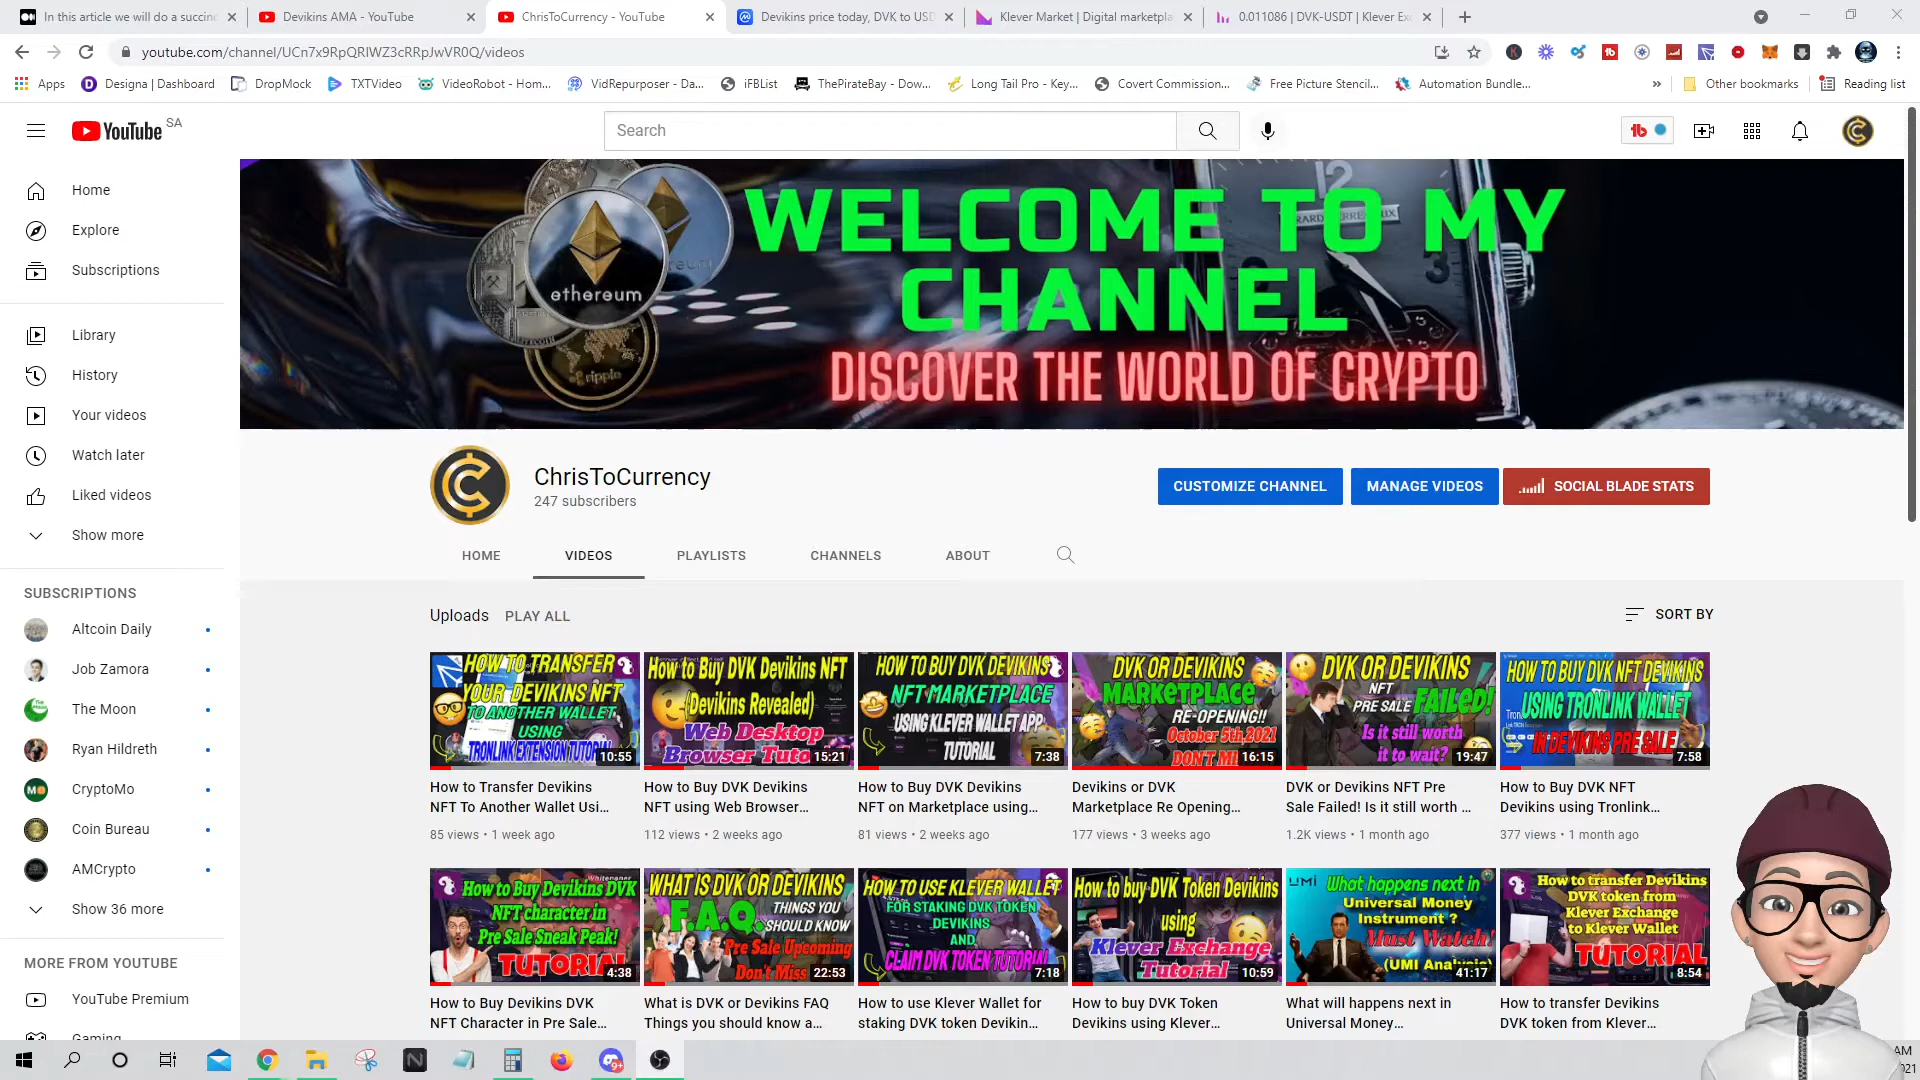 In this article we will do a succinc
Devikins AMA - YouTube
ChrisToCurrency - YouTube
Devikins price today, DVK to USD
Klever Market | Digital marketpla
0.011086 | DVK-USDT | Klever Ex
youtube.com/channel/UCn7x9RpQRIWZ3cRRpJwVR0Q/videos
Apps
Designa | Dashboard
DropMock
TXTVideo
VideoRobot - Hom...
VidRepurposer - Da...
iFBList
ThePirateBay - Dow...
Long Tail Pro - Key...
Covert Commission...
Free Picture Stencil...
Automation Bundle...
»
Other bookmarks
Reading list
YouTube SA
Search
tb
Home
Explore
Subscriptions
Library
History
Your videos
Watch later
Liked videos
Show more
SUBSCRIPTIONS
Altcoin Daily
Job Zamora
The Moon
Ryan Hildreth
CryptoMo
Coin Bureau
AMCrypto
Show 36 more
MORE FROM YOUTUBE
YouTube Premium
Gaming
ethereum
ripple
12
3
WELCOME TO MY
CHANNEL
DISCOVER THE WORLD OF CRYPTO
ChrisToCurrency
247 subscribers
CUSTOMIZE CHANNEL
MANAGE VIDEOS
SOCIAL BLADE STATS
HOME
VIDEOS
PLAYLISTS
CHANNELS
ABOUT
Uploads
PLAY ALL
SORT BY
HOW TO TRANSFER
YOUR DEVIKINS NFT
TO ANOTHER WALLET
USING
TRONLINK EXTENSION TUTORIAL
10:55
How to Transfer Devikins
NFT To Another Wallet Usi...
85 views • 1 week ago
How to Buy DVK Devikins NFT
(Devikins Revealed)
Web Desktop
Browser Tuto
15:21
How to Buy DVK Devikins
NFT using Web Browser...
112 views • 2 weeks ago
HOW TO BUY DVK DEVIKINS
NFT MARKETPLACE
USING KLEVER WALLET APP
TUTORIAL
7:38
How to Buy DVK Devikins
NFT on Marketplace using...
81 views • 2 weeks ago
DVK OR DEVIKINS
MARKETPLACE
RE-OPENING!!
October 5th,2021
DON'T MI
16:15
Devikins or DVK
Marketplace Re Opening...
177 views • 3 weeks ago
DVK OR DEVIKINS
NFT
PRE SALE FAILED!
Is it still worth
it to wait?
19:47
DVK or Devikins NFT Pre
Sale Failed! Is it still worth ...
1.2K views • 1 month ago
HOW TO BUY DVK NFT DEVIKINS
USING TRONLINK WALLET
IN DEVIKINS PRE SALE
7:58
How to Buy DVK NFT
Devikins using Tronlink...
377 views • 1 month ago
How to Buy Devikins DVK
NFT character in
Pre Sale Sneak Peak!
TUTORIAL
4:38
How to Buy Devikins DVK
NFT Character in Pre Sale...
WHAT IS DVK OR DEVIKINS
F.A.Q.
THINGS YOU
SHOULD KNOW
Pre Sale Upcoming
Don't Miss
22:53
What is DVK or Devikins FAQ
Things you should know a...
HOW TO USE KLEVER WALLET
FOR STAKING DVK TOKEN
DEVIKINS
AND
CLAIM DVK TOKEN TUTORIAL
7:18
How to use Klever Wallet for
staking DVK token Devikin...
How to buy DVK Token Devikins
using
Klever Exchange
Tutorial
10:59
How to buy DVK Token
Devikins using Klever...
UMI
What happens next in
Universal Money
Instrument ?
Must Watch!
(UMI Analysis)
41:17
What will happens next in
Universal Money...
How to transfer Devikins
DVK token from
Klever Exchange
to Klever Wallet
TUTORIAL
8:54
How to transfer Devikins
DVK token from Klever...
9+
AM
021